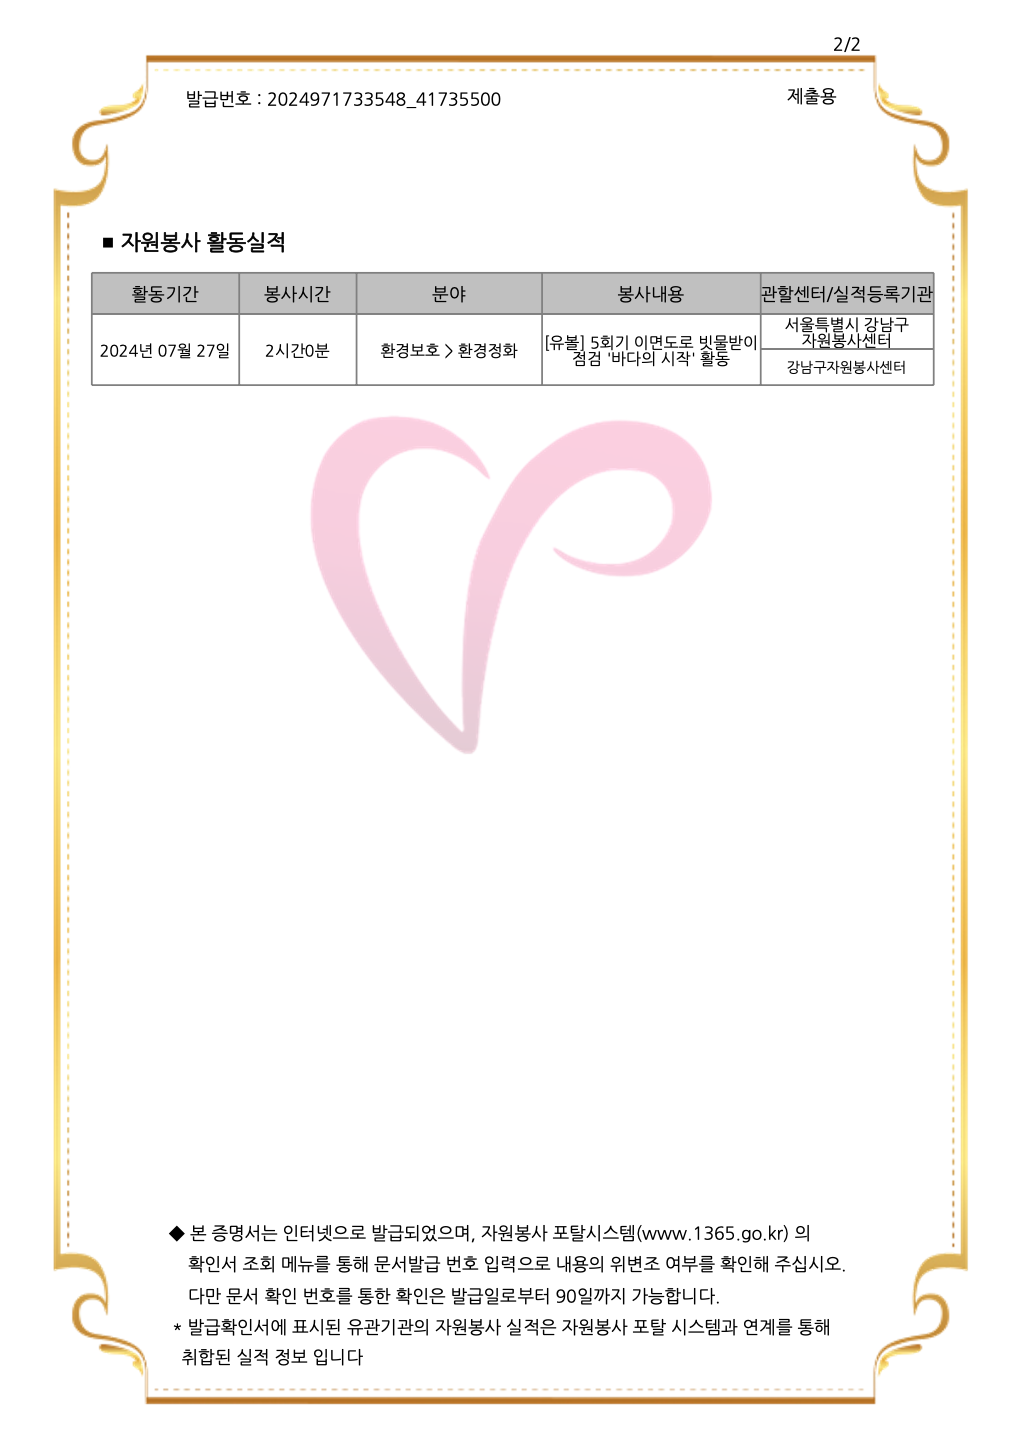 2/2
발급번호 : 2024971733548_41735500
제출용
■ 자원봉사 활동실적
활동기간 봉사시간 분야 봉사내용 관할센터/실적등록기관
2024년 07월 27일 2시간0분 환경보호 > 환경정화
[유볼] 5회기 이면도로 빗물받이
점검 '바다의 시작' 활동
서울특별시 강남구
자원봉사센터
강남구자원봉사센터
◆ 본 증명서는 인터넷으로 발급되었으며, 자원봉사 포탈시스템(www.1365.go.kr) 의
확인서 조회 메뉴를 통해 문서발급 번호 입력으로 내용의 위변조 여부를 확인해 주십시오.
다만 문서 확인 번호를 통한 확인은 발급일로부터 90일까지 가능합니다.
* 발급확인서에 표시된 유관기관의 자원봉사 실적은 자원봉사 포탈 시스템과 연계를 통해
취합된 실적 정보 입니다